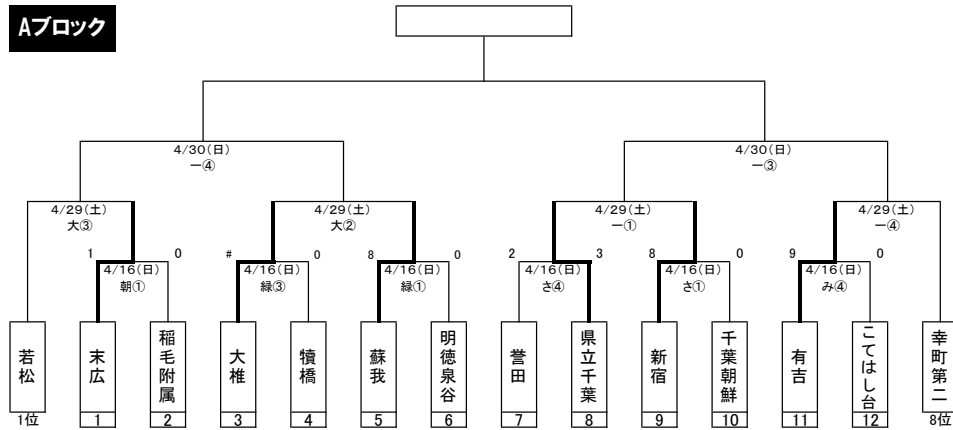 Aブロック
4/30(日)
一④
4/30(日)
一③
4/29(土)
大③
4/29(土)
大②
4/29(土)
一①
4/29(土)
一④
1
0
#
0
8
0
2
3
8
0
9
0
4/16(日)
朝①
4/16(日)
緑③
4/16(日)
緑①
4/16(日)
さ④
4/16(日)
さ①
4/16(日)
み④
若松
末広
稲毛附属
大椎
犢橋
蘇我
明徳泉谷
誉田
県立千葉
新宿
千葉朝鮮
有吉
こてはし台
幸町第二
1位
1
2
3
4
5
6
7
8
9
10
11
12
8位